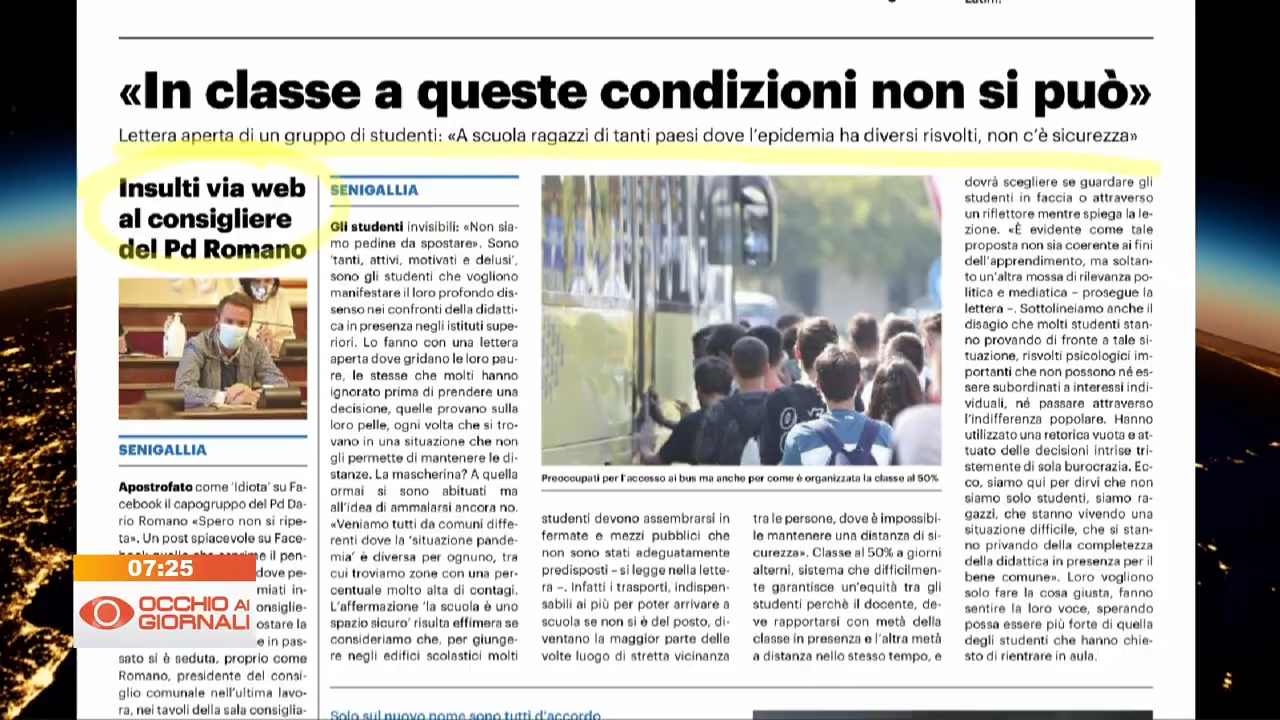 «In classe a queste condizioni non si può»
Lettera aperta di un gruppo di studenti: «A scuola ragazzi di tanti paesi dove l'epidemia ha diversi risvolti, non c'è sicurezza»
Insulti via web
al consigliere
del Pd Romano
SENIGALLIA
Apostrofato come 'Idiota' su Fa-
cebook il capogruppo del Pd Da-
rio Romano «Spero non si ripe-
ta». Un post spiacevole su Face-
il pen-
dove pe-
miati in-
onsiglie-
ostare la
e in pas-
sato si è seduta, proprio come
Romano, presidente del consi-
glio comunale nell'ultima lavo-
ra, nei tavoli della sala consiglia-
07:25
OCCHIO AI
GIORNALI
SENIGALLIA
Gli studenti invisibili: «Non sia-
mo pedine da spostare». Sono
'tanti, attivi, motivati e delusi',
sono gli studenti che vogliono
manifestare il loro profondo dis-
senso nei confronti della didatti-
ca in presenza negli istituti supe-
riori. Lo fanno con una lettera
aperta dove gridano le loro pau-
re, le stesse che molti hanno
ignorato prima di prendere una
decisione, quelle provano sulla
loro pelle, ogni volta che si tro-
vano in una situazione che non
gli permette di mantenere le di-
stanze. La mascherina? A quella
ormai si sono abituati ma
all'idea di ammalarsi ancora no.
«Veniamo tutti da comuni diffe-
renti dove la 'situazione pande-
mia' è diversa per ognuno, tra
cui troviamo zone con una per-
centuale molto alta di contagi.
L'affermazione 'la scuola è uno
spazio sicuro' risulta effimera se
consideriamo che, per giunge-
re negli edifici scolastici molti
Preoccupati per l'accesso ai bus ma anche per come è organizzata la classe al 50%
studenti devono assembrarsi in
fermate e mezzi pubblici che
non sono stati adeguatamente
predisposti – si legge nella lette-
ra –. Infatti i trasporti, indispen-
sabili ai più per poter arrivare a
scuola se non si è del posto, di-
ventano la maggior parte delle
volte luogo di stretta vicinanza
tra le persone, dove è impossibi-
le mantenere una distanza di si-
curezza». Classe al 50% a giorni
alterni, sistema che difficilmen-
te garantisce un'equità tra gli
studenti perchè il docente, de-
ve rapportarsi con metà della
classe in presenza e l'altra metà
a distanza nello stesso tempo, e
dovrà scegliere se guardare gli
studenti in faccia o attraverso
un riflettore mentre spiega la le-
zione. «È evidente come tale
proposta non sia coerente ai fini
dell'apprendimento, ma soltan-
to un'altra mossa di rilevanza po-
litica e mediatica – prosegue la
lettera –. Sottolineiamo anche il
disagio che molti studenti stan-
no provando di fronte a tale si-
tuazione, risvolti psicologici im-
portanti che non possono né es-
sere subordinati a interessi indi-
viduali, né passare attraverso
l'indifferenza popolare. Hanno
utilizzato una retorica vuota e at-
tuato delle decisioni intrise tri-
stemente di sola burocrazia. Ec-
co, siamo qui per dirvi che non
siamo solo studenti, siamo ra-
gazzi, che stanno vivendo una
situazione difficile, che si stan-
no privando della completezza
della didattica in presenza per il
bene comune». Loro vogliono
solo fare la cosa giusta, fanno
sentire la loro voce, sperando
possa essere più forte di quella
degli studenti che hanno chie-
sto di rientrare in aula.
Solo sul nuovo nome sono tutti d'accordo